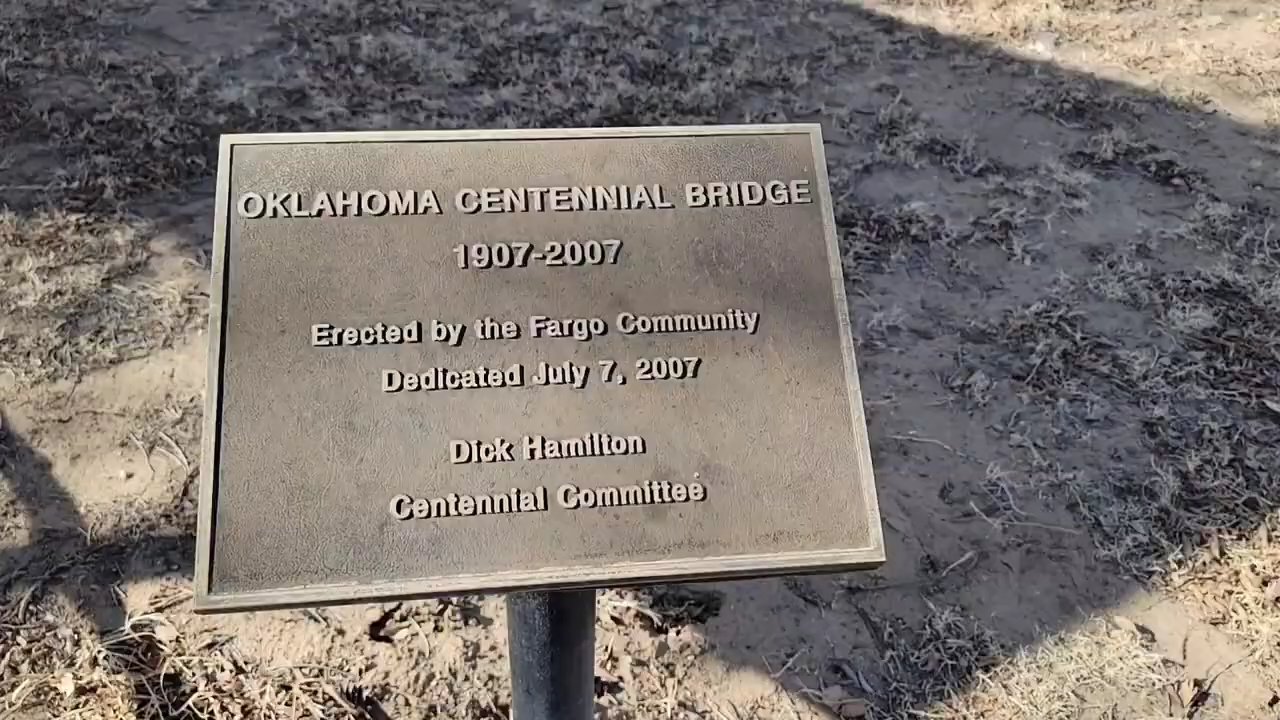 OKLAHOMA CENTENNIAL BRIDGE
1907-2007
Erected by the Fargo Community
Dedicated July 7, 2007
Dick Hamilton
Centennial Committee